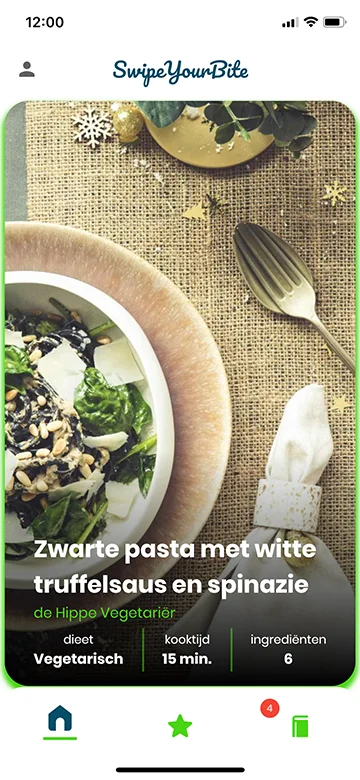 12:00
SwipeYourBite
Zwarte pasta met witte
truffelsaus en spinazie
de Hippe Vegetariër
dieet kooktijd ingrediënten
Vegetarisch 15 min. 6
4